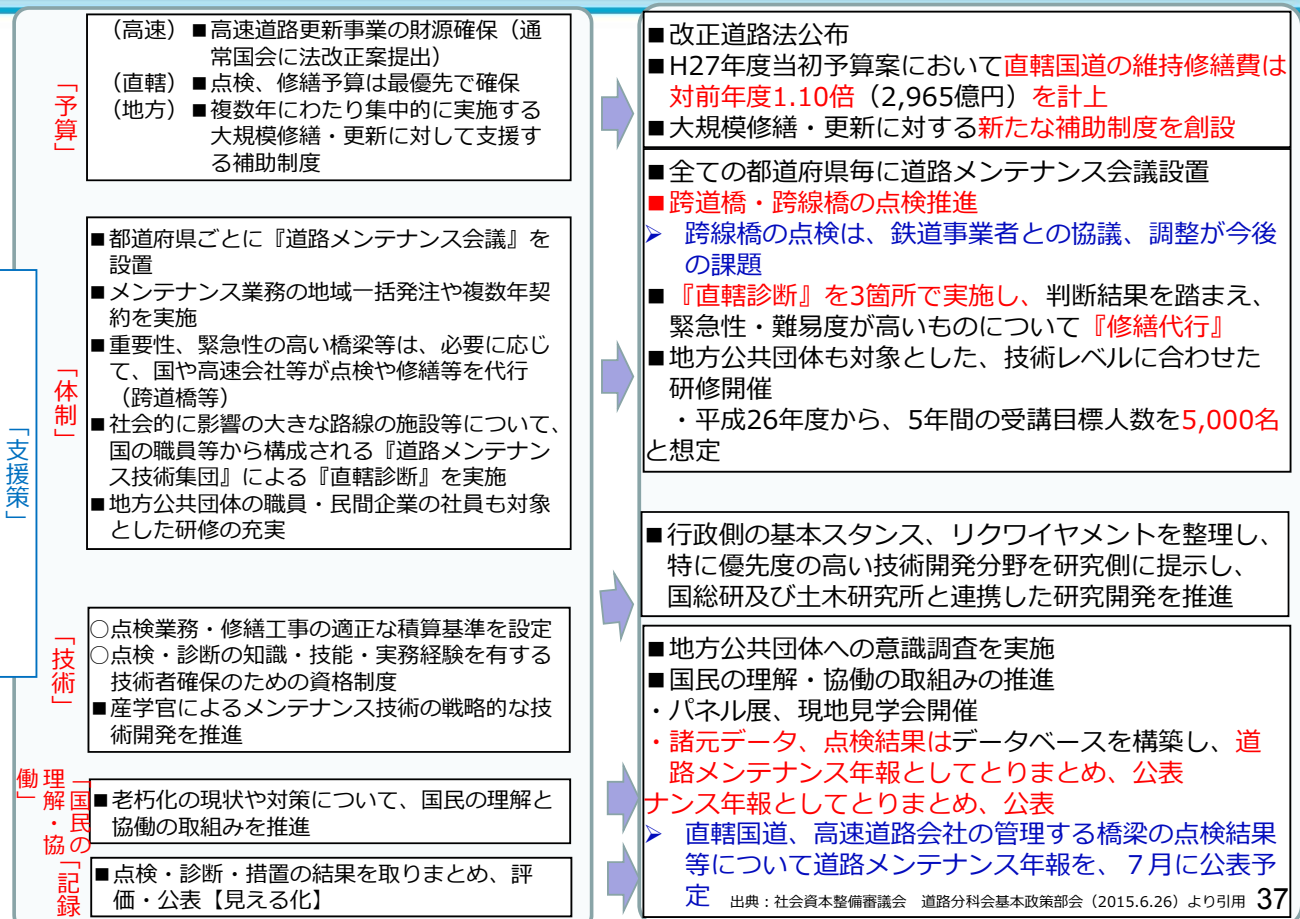 「支援策」
「予算」
（高速）■高速道路更新事業の財源確保（通
常国会に法改正案提出）
（直轄）■点検、修繕予算は最優先で確保
（地方）■複数年にわたり集中的に実施する
大規模修繕・更新に対して支援す
る補助制度
■改正道路法公布
■H27年度当初予算案において直轄国道の維持修繕費は
対前年度1.10倍（2,965億円）を計上
■大規模修繕・更新に対する新たな補助制度を創設
「体制」
■都道府県ごとに『道路メンテナンス会議』を
設置
■メンテナンス業務の地域一括発注や複数年契
約を実施
■重要性、緊急性の高い橋梁等は、必要に応じ
て、国や高速会社等が点検や修繕等を代行
（跨道橋等）
■社会的に影響の大きな路線の施設等について、
国の職員等から構成される『道路メンテナン
ス技術集団』による『直轄診断』を実施
■地方公共団体の職員・民間企業の社員も対象
とした研修の充実
■全ての都道府県毎に道路メンテナンス会議設置
■跨道橋・跨線橋の点検推進
➢ 跨線橋の点検は、鉄道事業者との協議、調整が今後
の課題
■『直轄診断』を3箇所で実施し、判断結果を踏まえ、
緊急性・難易度が高いものについて『修繕代行』
■地方公共団体も対象とした、技術レベルに合わせた
研修開催
・平成26年度から、5年間の受講目標人数を5,000名
と想定
「技術」
○点検業務・修繕工事の適正な積算基準を設定
○点検・診断の知識・技能・実務経験を有する
技術者確保のための資格制度
■産学官によるメンテナンス技術の戦略的な技
術開発を推進
■行政側の基本スタンス、リクワイヤメントを整理し、
特に優先度の高い技術開発分野を研究側に提示し、
国総研及び土木研究所と連携した研究開発を推進
「国民の
理解・協
働」
■老朽化の現状や対策について、国民の理解と
協働の取組みを推進
「記録
■点検・診断・措置の結果を取りまとめ、評
価・公表【見える化】
■地方公共団体への意識調査を実施
■国民の理解・協働の取組みの推進
・パネル展、現地見学会開催
・諸元データ、点検結果はデータベースを構築し、道
路メンテナンス年報としてとりまとめ、公表
ナンス年報としてとりまとめ、公表
➢ 直轄国道、高速道路会社の管理する橋梁の点検結果
等について道路メンテナンス年報を、７月に公表予
定
出典：社会資本整備審議会 道路分科会基本政策部会（2015.6.26）より引用 37